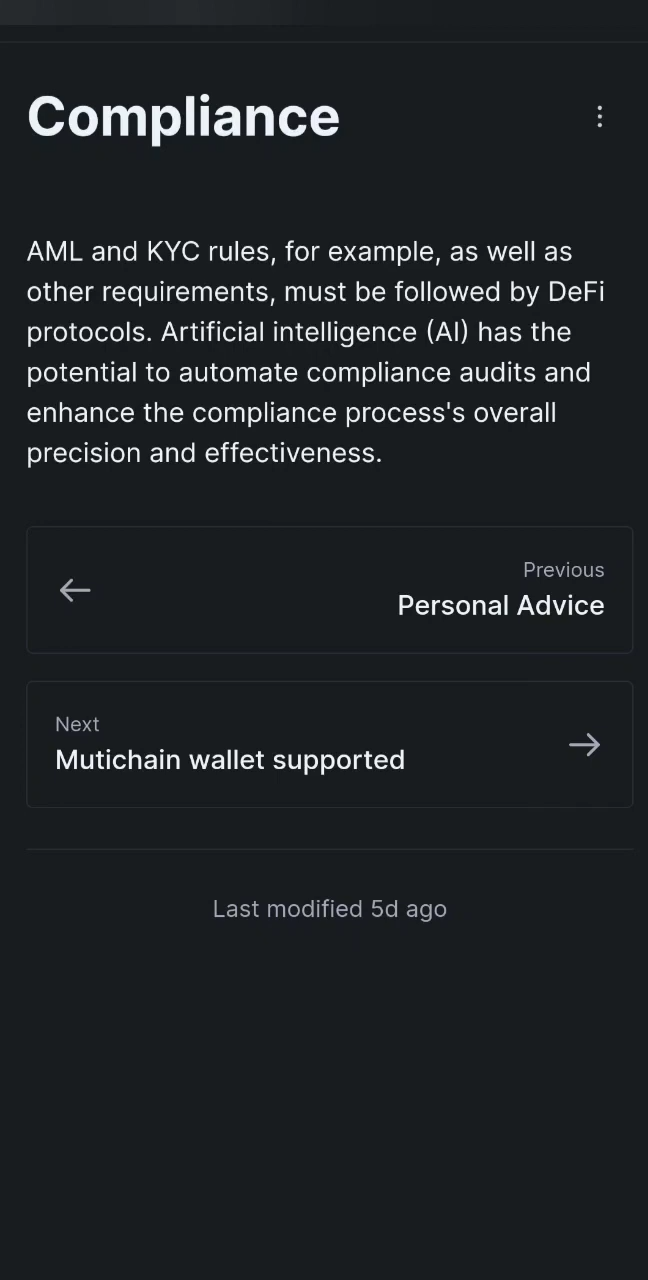 Compliance
AML and KYC rules, for example, as well as
other requirements, must be followed by DeFi
protocols. Artificial intelligence (AI) has the
potential to automate compliance audits and
enhance the compliance process's overall
precision and effectiveness.
Previous
Personal Advice
Next
Mutichain wallet supported
Last modified 5d ago